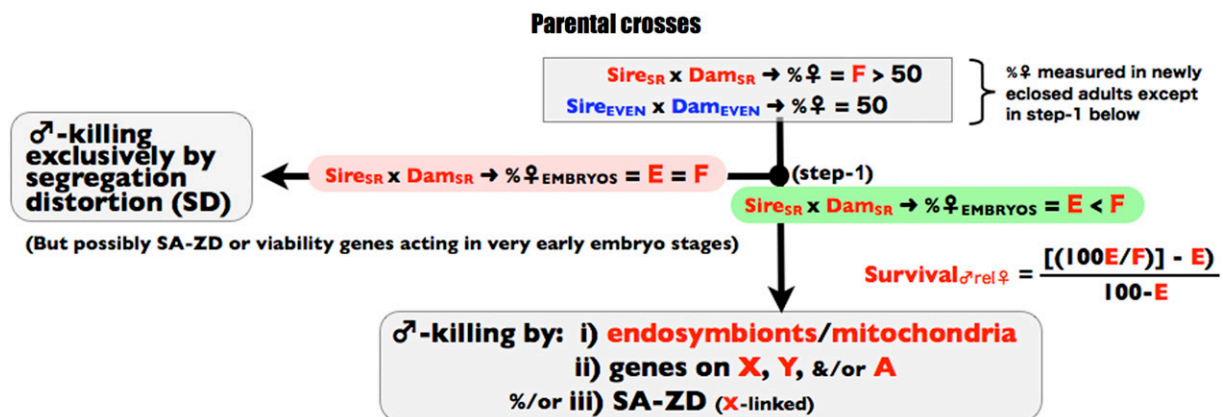 Parental crosses
SireSR x DamSR → %♀ = F > 50
SireEVEN x DamEVEN → %♀ = 50
%♀ measured in newly
eclosed adults except
in step-1 below
♂-killing
exclusively by
segregation
distortion (SD)
SireSR x DamSR → %♀EMBRYOS = E = F
(step-1)
SireSR x DamSR → %♀EMBRYOS = E < F
(But possibly SA-ZD or viability genes acting in very early embryo stages)
Survival♂rel♀ = [(100E/F)] - E)
100-E
♂-killing by: i) endosymbionts/mitochondria
ii) genes on X, Y, &/or A
%/or iii) SA-ZD (X-linked)